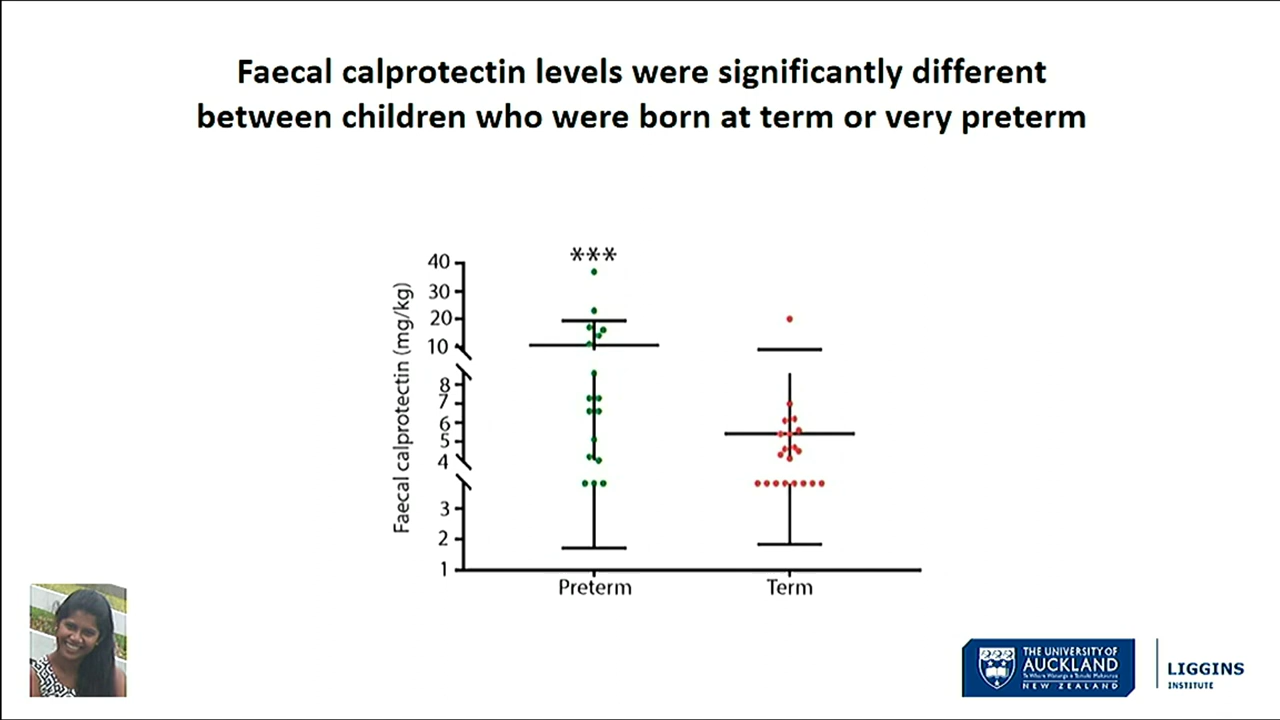 Faecal calprotectin levels were significantly different
between children who were born at term or very preterm
***
Faecal calprotectin (mg/kg)
40
30
20
10
8
7
6
5
4
3
2
1
Preterm
Term
THE UNIVERSITY OF
AUCKLAND
NEW ZEALAND
LIGGINS
INSTITUTE